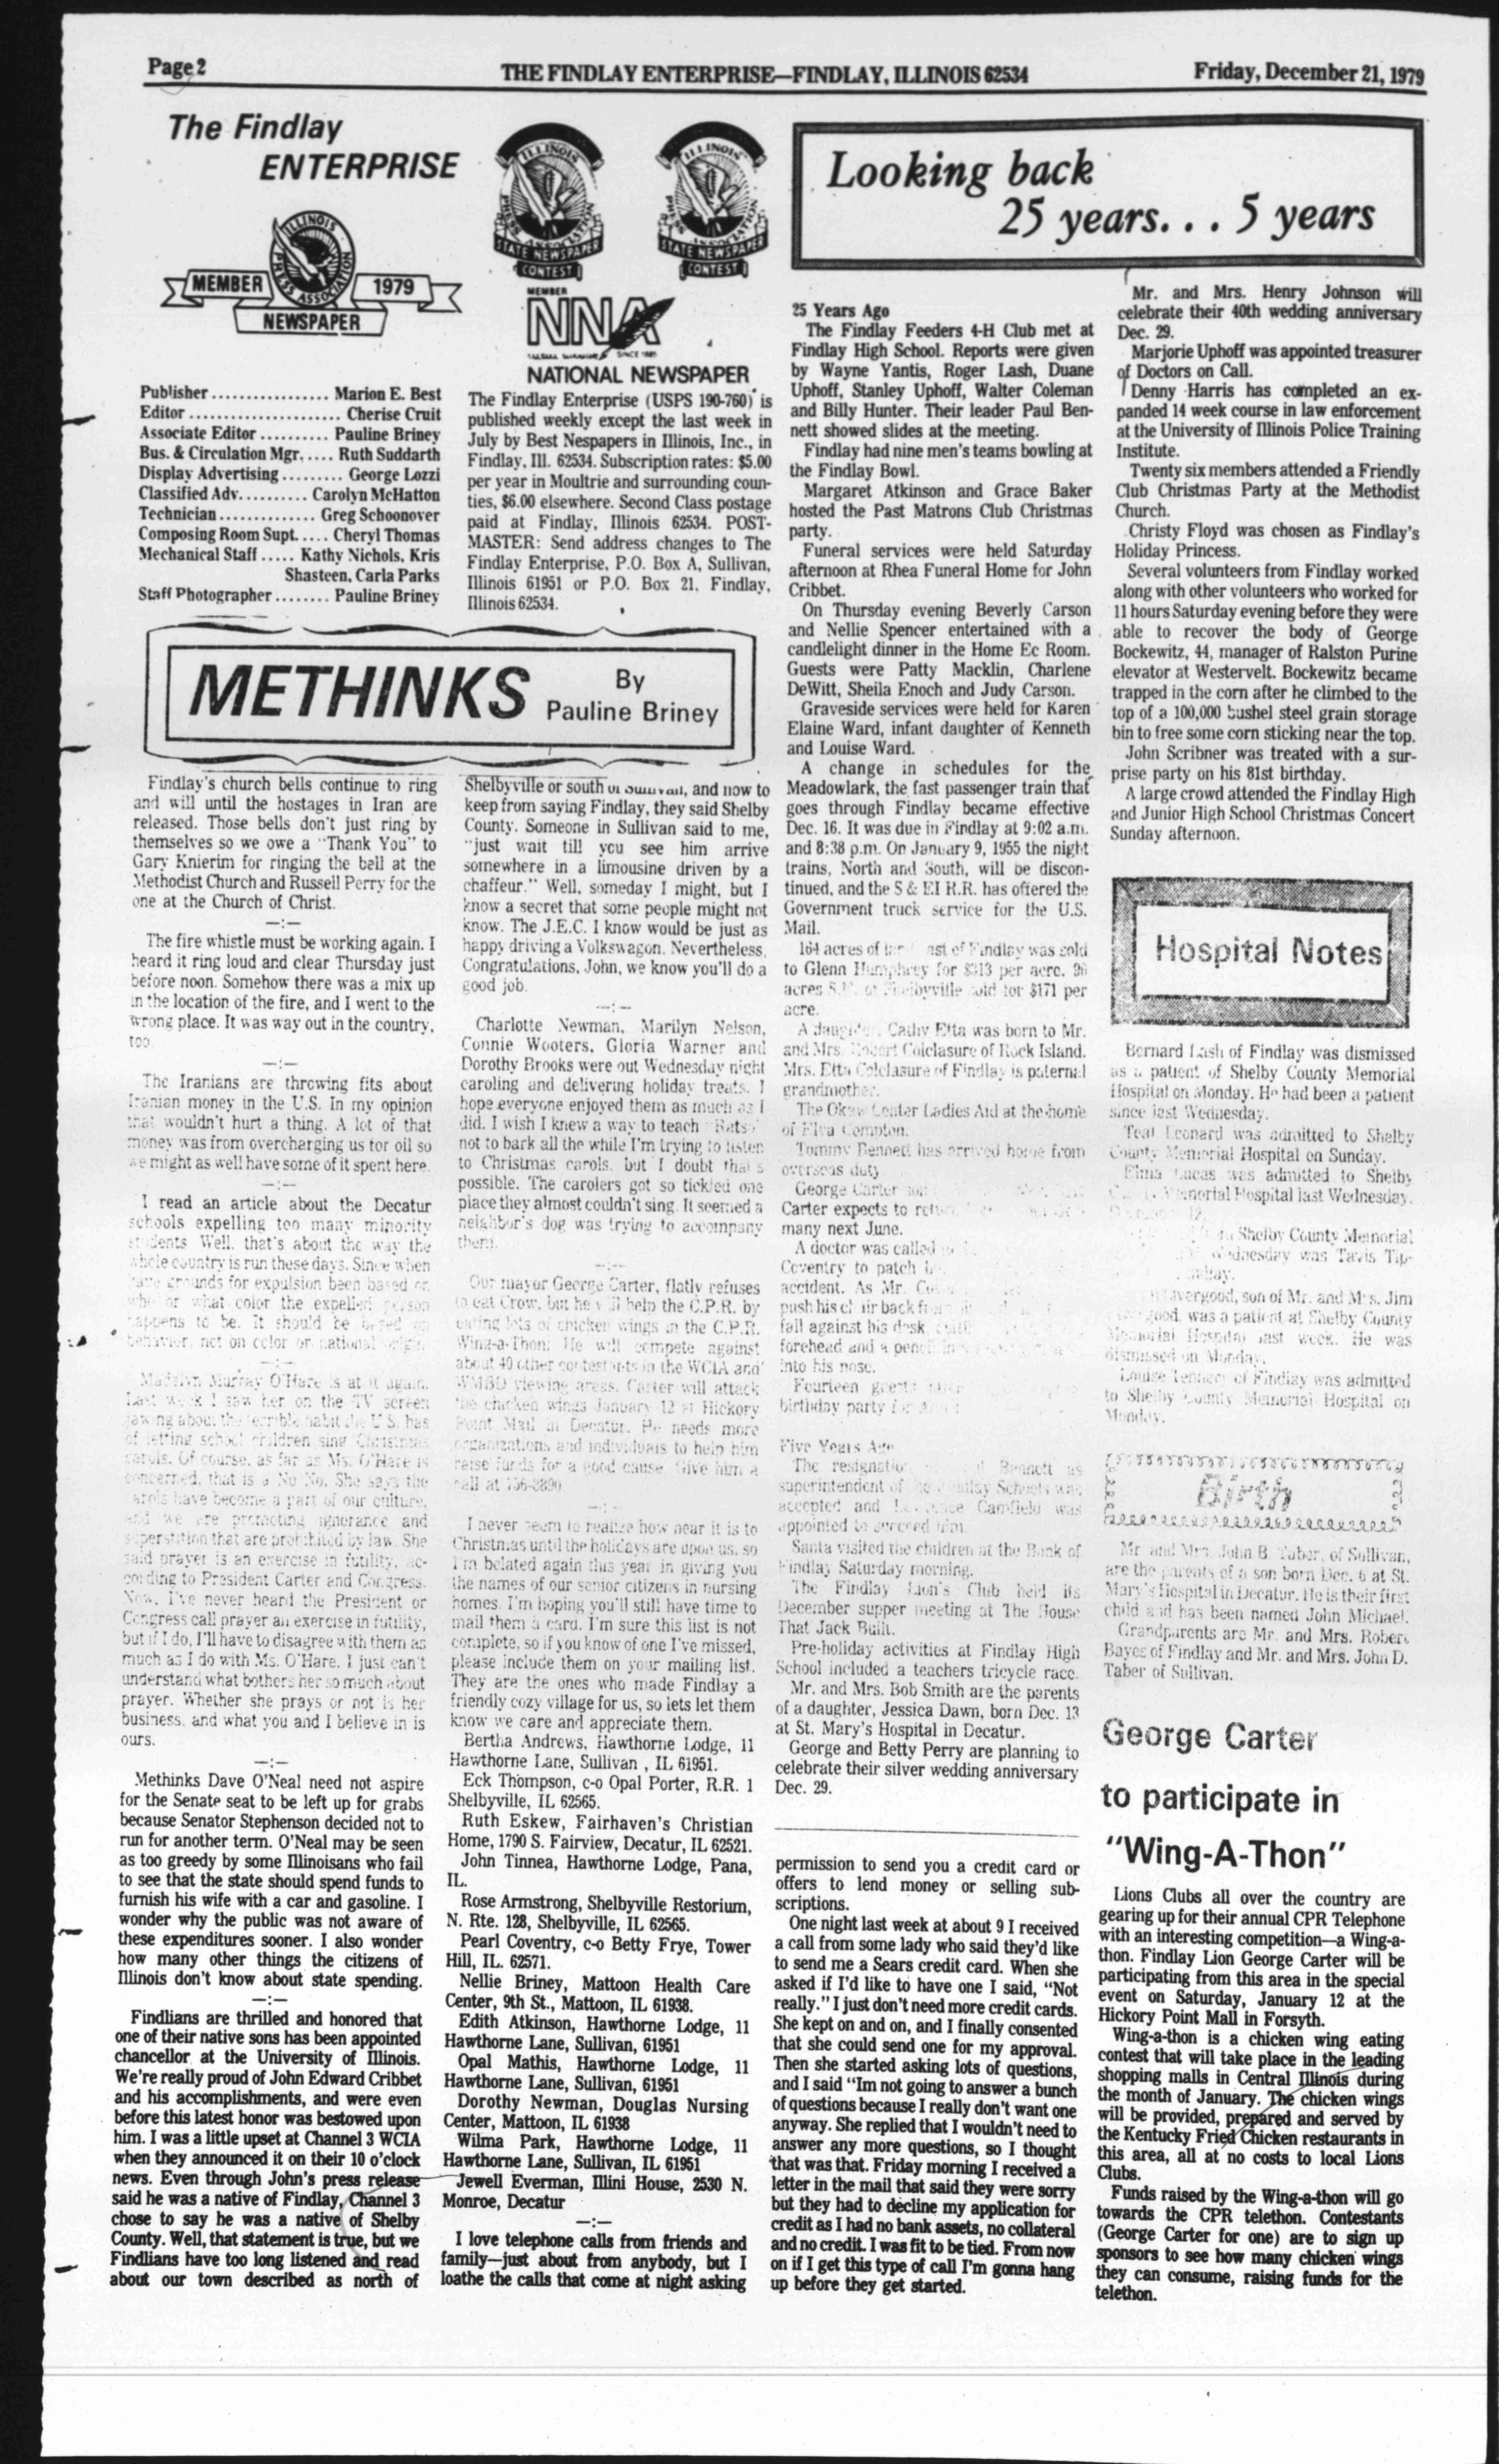 Page 2
THE FINDLAY ENTERPRISE—FINDLAY, ILLINOIS 62534
Friday, December 21, 1979
The Findlay
ENTERPRISE
ILLINOIS
PRESS ASSOCIATION
MEMBER
1979
NEWSPAPER
ILLINOIS
PRESS ASSOCIATION
STATE NEWSPAPER
CONTEST
ILLINOIS
PRESS ASSOCIATION
STATE NEWSPAPER
CONTEST
MEMBER
NNA
SINCE 1885
NATIONAL NEWSPAPER
Publisher ................. Marion E. Best
Editor ...................... Cherise Cruit
Associate Editor .......... Pauline Briney
Bus. & Circulation Mgr. .... Ruth Suddarth
Display Advertising ......... George Lozzi
Classified Adv. ......... Carolyn McHatton
Technician .............. Greg Schoonover
Composing Room Supt. .... Cheryl Thomas
Mechanical Staff ..... Kathy Nichols, Kris
Shasteen, Carla Parks
Staff Photographer ........ Pauline Briney
The Findlay Enterprise (USPS 190-760) is
published weekly except the last week in
July by Best Nespapers in Illinois, Inc., in
Findlay, Ill. 62534. Subscription rates: $5.00
per year in Moultrie and surrounding coun-
ties, $6.00 elsewhere. Second Class postage
paid at Findlay, Illinois 62534. POST-
MASTER: Send address changes to The
Findlay Enterprise, P.O. Box A, Sullivan,
Illinois 61951 or P.O. Box 21, Findlay,
Illinois 62534.
METHINKS
By
Pauline Briney
Findlay's church bells continue to ring
and will until the hostages in Iran are
released. Those bells don't just ring by
themselves so we owe a "Thank You" to
Gary Knierim for ringing the bell at the
Methodist Church and Russell Perry for the
one at the Church of Christ.
—:—
The fire whistle must be working again. I
heard it ring loud and clear Thursday just
before noon. Somehow there was a mix up
in the location of the fire, and I went to the
wrong place. It was way out in the country,
too.
—:—
The Iranians are throwing fits about
Iranian money in the U.S. In my opinion
that wouldn't hurt a thing. A lot of that
money was from overcharging us for oil so
we might as well have some of it spent here.
—:—
I read an article about the Decatur
schools expelling too many minority
students. Well, that's about the way the
whole country is run these days. Since when
have grounds for expulsion been based on
who or what color the expelled person
happens to be. It should be based on
behavior, not on color or national origin.
—:—
Madalyn Murray O'Hare is at it again.
Last week I saw her on the TV screen
jawing about the terrible habit the U.S. has
of letting school children sing Christmas
carols. Of course, as far as Ms. O'Hare is
concerned, that is a No No. She says the
carols have become a part of our culture,
and we are promoting ignorance and
superstition that are prohibited by law. She
said prayer is an exercise in futility, ac-
cording to President Carter and Congress.
Now, I've never heard the President or
Congress call prayer an exercise in futility,
but if I do, I'll have to disagree with them as
much as I do with Ms. O'Hare. I just can't
understand what bothers her so much about
prayer. Whether she prays or not is her
business, and what you and I believe in is
ours.
—:—
Methinks Dave O'Neal need not aspire
for the Senate seat to be left up for grabs
because Senator Stephenson decided not to
run for another term. O'Neal may be seen
as too greedy by some Illinoisans who fail
to see that the state should spend funds to
furnish his wife with a car and gasoline. I
wonder why the public was not aware of
these expenditures sooner. I also wonder
how many other things the citizens of
Illinois don't know about state spending.
—:—
Findlians are thrilled and honored that
one of their native sons has been appointed
chancellor at the University of Illinois.
We're really proud of John Edward Cribbet
and his accomplishments, and were even
before this latest honor was bestowed upon
him. I was a little upset at Channel 3 WCIA
when they announced it on their 10 o'clock
news. Even through John's press release
said he was a native of Findlay, Channel 3
chose to say he was a native of Shelby
County. Well, that statement is true, but we
Findlians have too long listened and read
about our town described as north of
Shelbyville or south of Sullivan, and now to
keep from saying Findlay, they said Shelby
County. Someone in Sullivan said to me,
"just wait till you see him arrive
somewhere in a limousine driven by a
chaffeur." Well, someday I might, but I
know a secret that some people might not
know. The J.E.C. I know would be just as
happy driving a Volkswagon. Nevertheless,
Congratulations, John, we know you'll do a
good job.
—:—
Charlotte Newman, Marilyn Nelson,
Connie Wooters, Gloria Warner and
Dorothy Brooks were out Wednesday night
caroling and delivering holiday treats. I
hope everyone enjoyed them as much as I
did. I wish I knew a way to teach "Rats"
not to bark all the while I'm trying to listen
to Christmas carols, but I doubt that's
possible. The carolers got so tickled one
place they almost couldn't sing. It seemed a
neighbor's dog was trying to accompany
them.
—:—
Our mayor George Carter, flatly refuses
to eat Crow, but he will help the C.P.R. by
eating lots of chicken wings in the C.P.R.
Wing-a-Thon. He will compete against
about 40 other contestants in the WCIA and
WMBD viewing areas. Carter will attack
the chicken wings January 12 at Hickory
Point Mall in Decatur. He needs more
organizations and individuals to help him
raise funds for a good cause. Give him a
call at 756-8890
—:—
I never seem to realize how near it is to
Christmas until the holidays are upon us, so
I'm belated again this year in giving you
the names of our senior citizens in nursing
homes. I'm hoping you'll still have time to
mail them a card. I'm sure this list is not
complete, so if you know of one I've missed,
please include them on your mailing list.
They are the ones who made Findlay a
friendly cozy village for us, so lets let them
know we care and appreciate them.
Bertha Andrews, Hawthorne Lodge, 11
Hawthorne Lane, Sullivan , IL 61951.
Eck Thompson, c-o Opal Porter, R.R. 1
Shelbyville, IL 62565.
Ruth Eskew, Fairhaven's Christian
Home, 1790 S. Fairview, Decatur, IL 62521.
John Tinnea, Hawthorne Lodge, Pana,
IL.
Rose Armstrong, Shelbyville Restorium,
N. Rte. 128, Shelbyville, IL 62565.
Pearl Coventry, c-o Betty Frye, Tower
Hill, IL. 62571.
Nellie Briney, Mattoon Health Care
Center, 9th St., Mattoon, IL 61938.
Edith Atkinson, Hawthorne Lodge, 11
Hawthorne Lane, Sullivan, 61951
Opal Mathis, Hawthorne Lodge, 11
Hawthorne Lane, Sullivan, 61951
Dorothy Newman, Douglas Nursing
Center, Mattoon, IL 61938
Wilma Park, Hawthorne Lodge, 11
Hawthorne Lane, Sullivan, IL 61951
Jewell Everman, Illini House, 2530 N.
Monroe, Decatur
—:—
I love telephone calls from friends and
family—just about from anybody, but I
loathe the calls that come at night asking
permission to send you a credit card or
offers to lend money or selling sub-
scriptions.
One night last week at about 9 I received
a call from some lady who said they'd like
to send me a Sears credit card. When she
asked if I'd like to have one I said, "Not
really." I just don't need more credit cards.
She kept on and on, and I finally consented
that she could send one for my approval.
Then she started asking lots of questions,
and I said "Im not going to answer a bunch
of questions because I really don't want one
anyway. She replied that I wouldn't need to
answer any more questions, so I thought
that was that. Friday morning I received a
letter in the mail that said they were sorry
but they had to decline my application for
credit as I had no bank assets, no collateral
and no credit. I was fit to be tied. From now
on if I get this type of call I'm gonna hang
up before they get started.
Looking back
25 years. . . 5 years
25 Years Ago
The Findlay Feeders 4-H Club met at
Findlay High School. Reports were given
by Wayne Yantis, Roger Lash, Duane
Uphoff, Stanley Uphoff, Walter Coleman
and Billy Hunter. Their leader Paul Ben-
nett showed slides at the meeting.
Findlay had nine men's teams bowling at
the Findlay Bowl.
Margaret Atkinson and Grace Baker
hosted the Past Matrons Club Christmas
party.
Funeral services were held Saturday
afternoon at Rhea Funeral Home for John
Cribbet.
On Thursday evening Beverly Carson
and Nellie Spencer entertained with a
candlelight dinner in the Home Ec Room.
Guests were Patty Macklin, Charlene
DeWitt, Sheila Enoch and Judy Carson.
Graveside services were held for Karen
Elaine Ward, infant daughter of Kenneth
and Louise Ward.
A change in schedules for the
Meadowlark, the fast passenger train that
goes through Findlay became effective
Dec. 16. It was due in Findlay at 9:02 a.m.
and 8:38 p.m. On January 9, 1955 the night
trains, North and South, will be discon-
tinued, and the S & EI R.R. has offered the
Government truck service for the U.S.
Mail.
164 acres of east of Findlay was sold
to Glenn Humphrey for $313 per acre. 96
acres of Shelbyville sold for $171 per
acre.
A daughter, Cathy Etta was born to Mr.
and Mrs. Robert Colclasure of Rock Island.
Mrs. Etta Colclasure of Findlay is paternal
grandmother.
The Okaw Center Ladies Aid at the home
of Elva Compton.
Tommy Bennett has arrived home from
overseas duty
George Carter
Carter expects to
many next June.
A doctor was called
Coventry to patch
accident. As Mr.
push his chair back
fall against his desk,
forehead and a pencil
into his nose.
Fourteen
birthday party for
Five Years Ago
The resignation Bennett as
superintendent of the Findlay Schools was
accepted and Lawrence Camfield was
appointed to succeed him.
Santa visited the children at the Bank of
Findlay Saturday morning.
The Findlay Lion's Club held its
December supper meeting at The House
That Jack Built.
Pre-holiday activities at Findlay High
School included a teachers tricycle race.
Mr. and Mrs. Bob Smith are the parents
of a daughter, Jessica Dawn, born Dec. 13
at St. Mary's Hospital in Decatur.
George and Betty Perry are planning to
celebrate their silver wedding anniversary
Dec. 29.
Mr. and Mrs. Henry Johnson will
celebrate their 40th wedding anniversary
Dec. 29.
Marjorie Uphoff was appointed treasurer
of Doctors on Call.
Denny Harris has completed an ex-
panded 14 week course in law enforcement
at the University of Illinois Police Training
Institute.
Twenty six members attended a Friendly
Club Christmas Party at the Methodist
Church.
Christy Floyd was chosen as Findlay's
Holiday Princess.
Several volunteers from Findlay worked
along with other volunteers who worked for
11 hours Saturday evening before they were
able to recover the body of George
Bockewitz, 44, manager of Ralston Purine
elevator at Westervelt. Bockewitz became
trapped in the corn after he climbed to the
top of a 100,000 bushel steel grain storage
bin to free some corn sticking near the top.
John Scribner was treated with a sur-
prise party on his 81st birthday.
A large crowd attended the Findlay High
and Junior High School Christmas Concert
Sunday afternoon.
Hospital Notes
Bernard Lash of Findlay was dismissed
as a patient of Shelby County Memorial
Hospital on Monday. He had been a patient
since last Wednesday.
Teal Leonard was admitted to Shelby
County Memorial Hospital on Sunday.
Elma Lucas was admitted to Shelby
County Memorial Hospital last Wednesday,
12.
Shelby County Memorial
Wednesday was Tavis Tip-
Findlay.
Livergood, son of Mr. and Mrs. Jim
Livergood, was a patient at Shelby County
Memorial Hospital last week. He was
dismissed on Monday.
Louise Tennery of Findlay was admitted
to Shelby County Memorial Hospital on
Monday.
Birth
Mr. and Mrs. John B. Taber, of Sullivan,
are the parents of a son born Dec. 6 at St.
Mary's Hospital in Decatur. He is their first
child and has been named John Michael.
Grandparents are Mr. and Mrs. Robert
Bayes of Findlay and Mr. and Mrs. John D.
Taber of Sullivan.
George Carter
to participate in
"Wing-A-Thon"
Lions Clubs all over the country are
gearing up for their annual CPR Telephone
with an interesting competition—a Wing-a-
thon. Findlay Lion George Carter will be
participating from this area in the special
event on Saturday, January 12 at the
Hickory Point Mall in Forsyth.
Wing-a-thon is a chicken wing eating
contest that will take place in the leading
shopping malls in Central Illinois during
the month of January. The chicken wings
will be provided, prepared and served by
the Kentucky Fried Chicken restaurants in
this area, all at no costs to local Lions
Clubs.
Funds raised by the Wing-a-thon will go
towards the CPR telethon. Contestants
(George Carter for one) are to sign up
sponsors to see how many chicken wings
they can consume, raising funds for the
telethon.